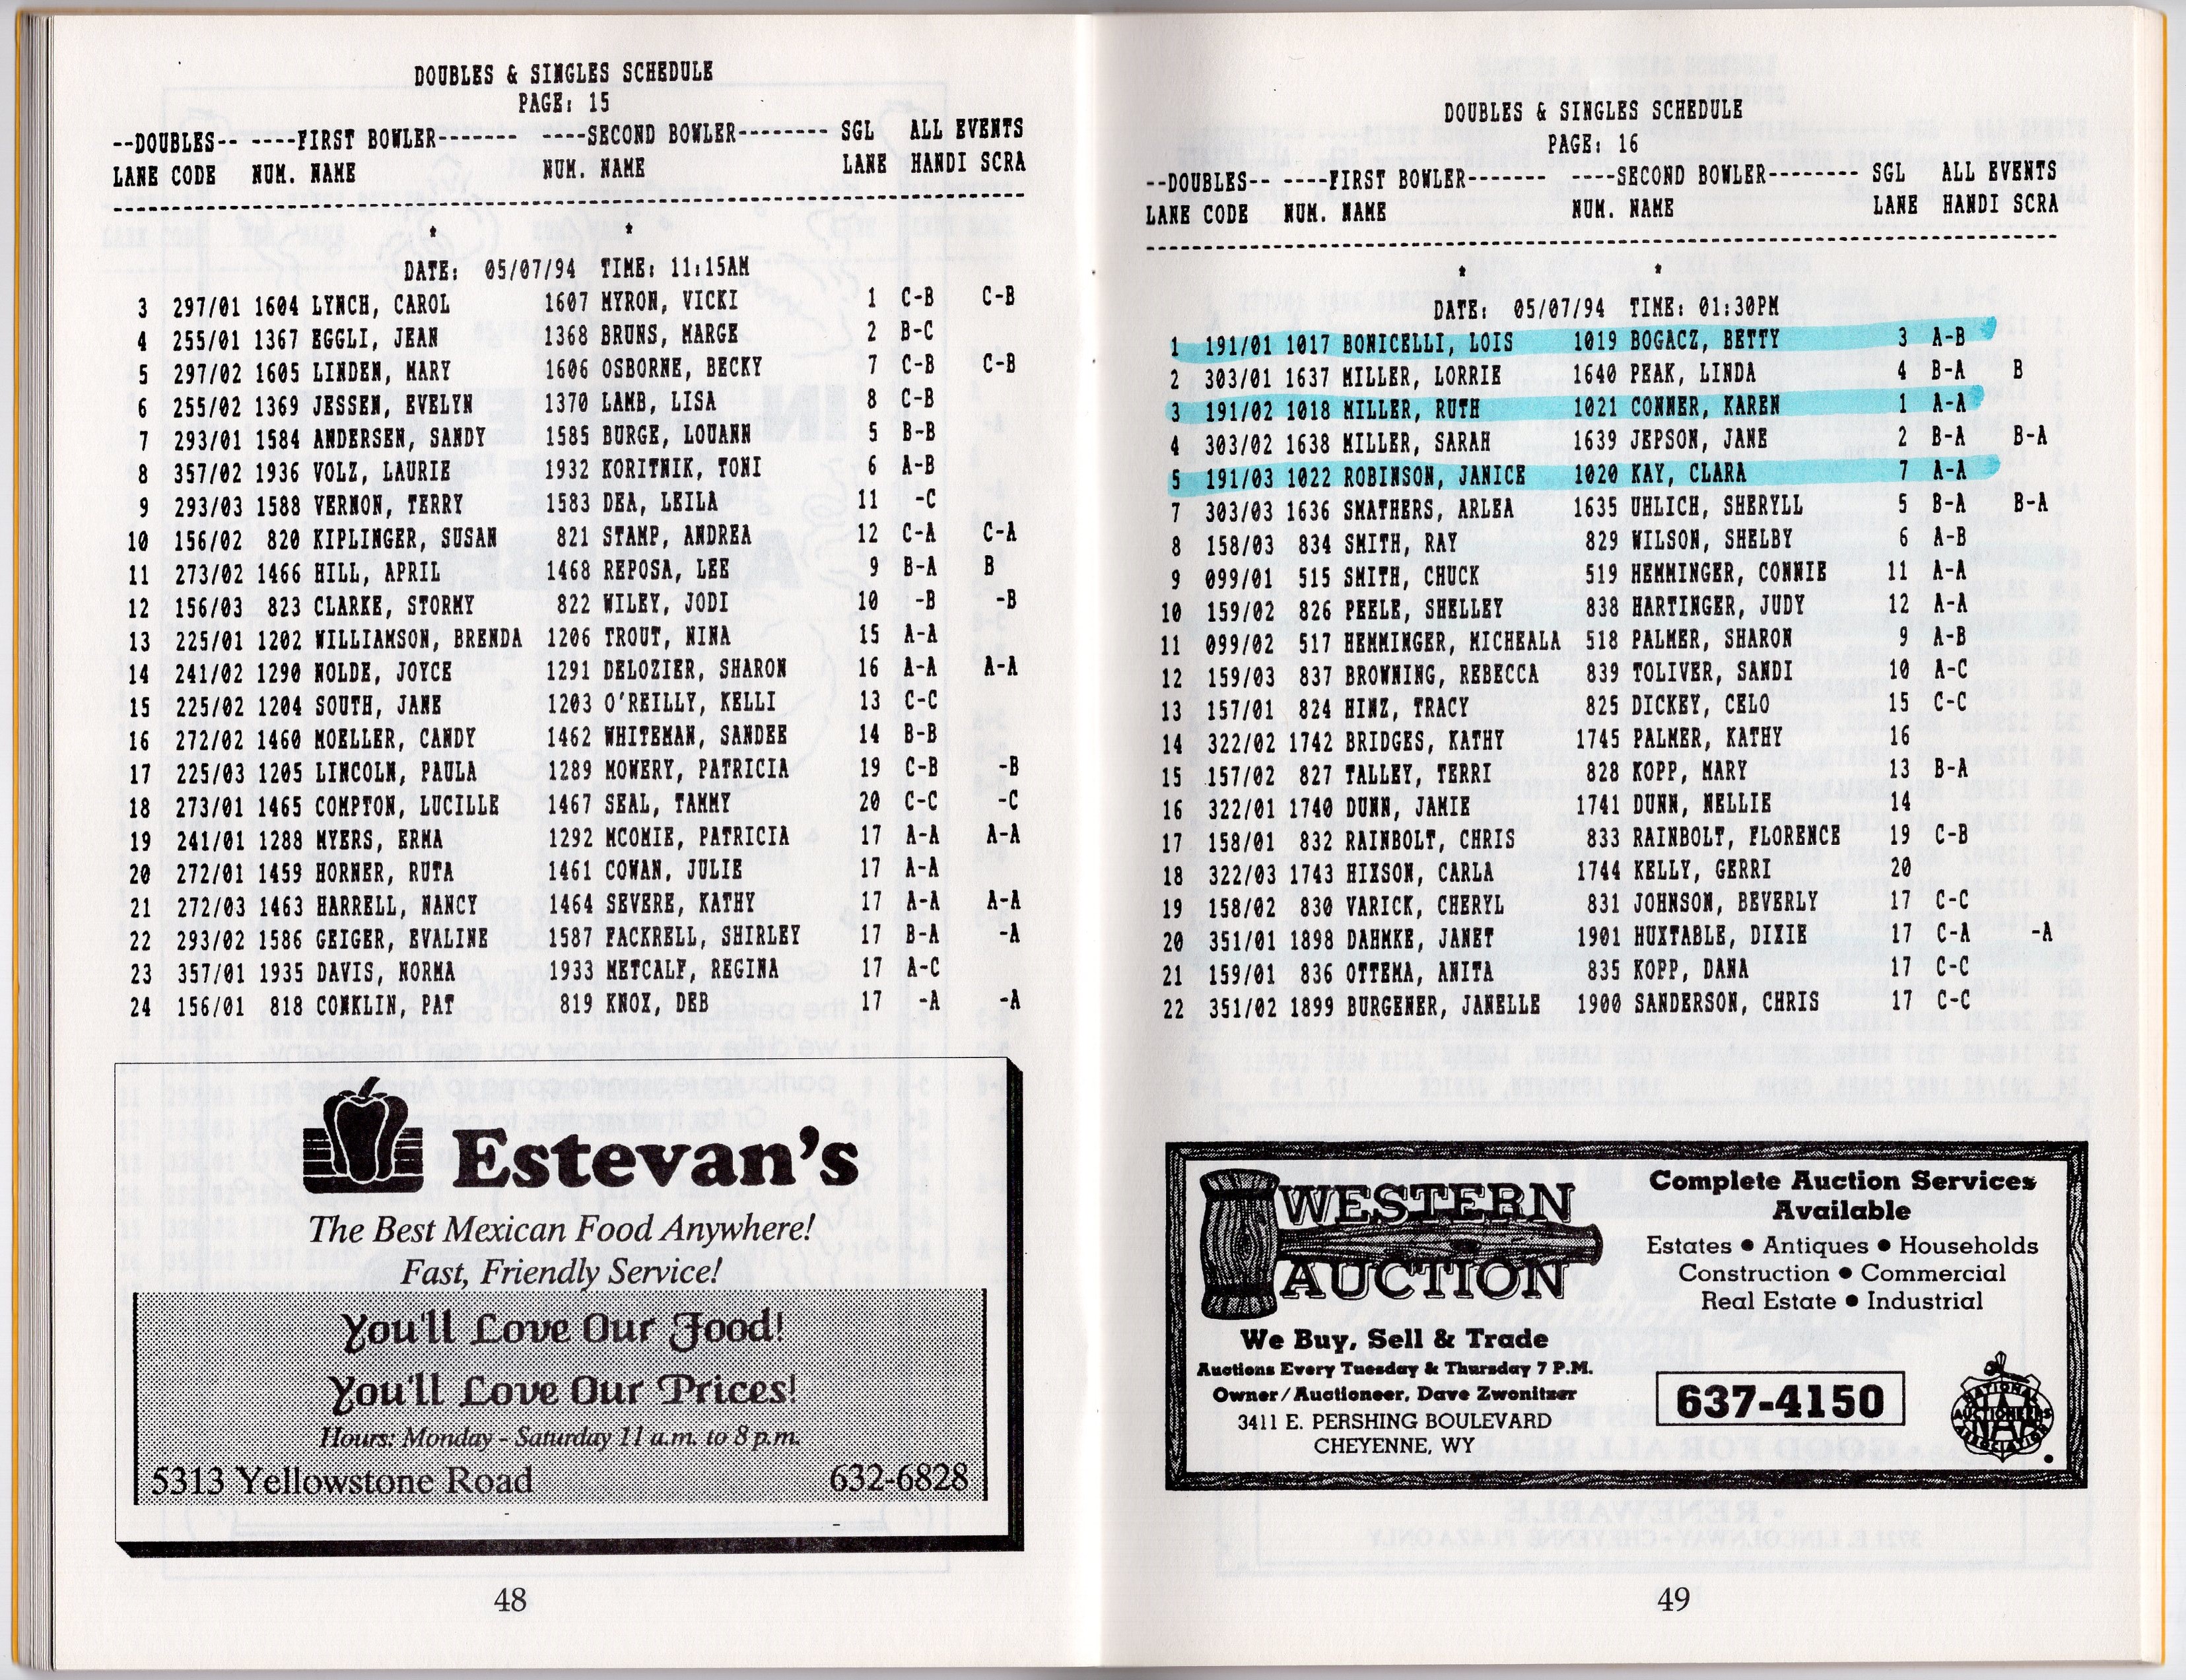 DOUBLES & SINGLES SCHEDULE
PAGE: 15
--DOUBLES-- ----FIRST BOWLER------- -----SECOND BOWLER-------- SGL ALL EVENTS
LANE CODE NUM. NAME NUM. NAME LANE HANDI SCRA
* *
DATE: 05/07/94 TIME: 11:15AM
3 297/01 1604 LYNCH, CAROL 1607 MYRON, VICKI 1 C-B C-B
4 255/01 1367 EGGLI, JEAN 1368 BRUNS, MARGE 2 B-C
5 297/02 1605 LINDEN, MARY 1606 OSBORNE, BECKY 7 C-B C-B
6 255/02 1369 JESSEN, EVELYN 1370 LAMB, LISA 8 C-B
7 293/01 1584 ANDERSEN, SANDY 1585 BURGE, LOUANN 5 B-B
8 357/02 1936 VOLZ, LAURIE 1932 KORITNIK, TONI 6 A-B
9 293/03 1588 VERNON, TERRY 1583 DEA, LEILA 11 -C
10 156/02 820 KIPLINGER, SUSAN 821 STAMP, ANDREA 12 C-A C-A
11 273/02 1466 HILL, APRIL 1468 REPOSA, LEE 9 B-A B
12 156/03 823 CLARKE, STORMY 822 WILEY, JODI 10 -B -B
13 225/01 1202 WILLIAMSON, BRENDA 1206 TROUT, NINA 15 A-A
14 241/02 1290 NOLDE, JOYCE 1291 DELOZIER, SHARON 16 A-A A-A
15 225/02 1204 SOUTH, JANE 1203 O'REILLY, KELLI 13 C-C
16 272/02 1460 MOELLER, CANDY 1462 WHITEMAN, SANDEE 14 B-B
17 225/03 1205 LINCOLN, PAULA 1289 MOWERY, PATRICIA 19 C-B -B
18 273/01 1465 COMPTON, LUCILLE 1467 SEAL, TAMMY 20 C-C -C
19 241/01 1288 MYERS, ERMA 1292 MCOMIE, PATRICIA 17 A-A A-A
20 272/01 1459 HORNER, RUTA 1461 COWAN, JULIE 17 A-A
21 272/03 1463 HARRELL, NANCY 1464 SEVERE, KATHY 17 A-A A-A
22 293/02 1586 GEIGER, EVALINE 1587 FACKRELL, SHIRLEY 17 B-A -A
23 357/01 1935 DAVIS, NORMA 1933 METCALF, REGINA 17 A-C
24 156/01 818 CONKLIN, PAT 819 KNOX, DEB 17 -A -A
Estevan's
The Best Mexican Food Anywhere!
Fast, Friendly Service!
You'll Love Our Food!
You'll Love Our Prices!
Hours: Monday - Saturday 11 a.m. to 8 p.m.
5313 Yellowstone Road 632-6828
48
DOUBLES & SINGLES SCHEDULE
PAGE: 16
--DOUBLES-- ----FIRST BOWLER------- ----SECOND BOWLER-------- SGL ALL EVENTS
LANE CODE NUM. NAME NUM. NAME LANE HANDI SCRA
* *
DATE: 05/07/94 TIME: 01:30PM
1 191/01 1017 BONICELLI, LOIS 1019 BOGACZ, BETTY 3 A-B
2 303/01 1637 MILLER, LORRIE 1640 PEAK, LINDA 4 B-A B
3 191/02 1018 MILLER, RUTH 1021 CONNER, KAREN 1 A-A
4 303/02 1638 MILLER, SARAH 1639 JEPSON, JANE 2 B-A B-A
5 191/03 1022 ROBINSON, JANICE 1020 KAY, CLARA 7 A-A
7 303/03 1636 SMATHERS, ARLEA 1635 UHLICH, SHERYLL 5 B-A B-A
8 158/03 834 SMITH, RAY 829 WILSON, SHELBY 6 A-B
9 099/01 515 SMITH, CHUCK 519 HEMMINGER, CONNIE 11 A-A
10 159/02 826 PEELE, SHELLEY 838 HARTINGER, JUDY 12 A-A
11 099/02 517 HEMMINGER, MICHEALA 518 PALMER, SHARON 9 A-B
12 159/03 837 BROWNING, REBECCA 839 TOLIVER, SANDI 10 A-C
13 157/01 824 HINZ, TRACY 825 DICKEY, CELO 15 C-C
14 322/02 1742 BRIDGES, KATHY 1745 PALMER, KATHY 16
15 157/02 827 TALLEY, TERRI 828 KOPP, MARY 13 B-A
16 322/01 1740 DUNN, JAMIE 1741 DUNN, NELLIE 14
17 158/01 832 RAINBOLT, CHRIS 833 RAINBOLT, FLORENCE 19 C-B
18 322/03 1743 HIXSON, CARLA 1744 KELLY, GERRI 20
19 158/02 830 VARICK, CHERYL 831 JOHNSON, BEVERLY 17 C-C
20 351/01 1898 DAHMKE, JANET 1901 HUXTABLE, DIXIE 17 C-A -A
21 159/01 836 OTTEMA, ANITA 835 KOPP, DANA 17 C-C
22 351/02 1899 BURGENER, JANELLE 1900 SANDERSON, CHRIS 17 C-C
WESTERN
AUCTION
We Buy, Sell & Trade
Auctions Every Tuesday & Thursday 7 P.M.
Owner/Auctioneer, Dave Zwonitzer
3411 E. PERSHING BOULEVARD
CHEYENNE, WY
Complete Auction Services
Available
Estates • Antiques • Households
Construction • Commercial
Real Estate • Industrial
637-4150
NATIONAL
AUCTIONEERS
NAA
ASSOCIATION
49